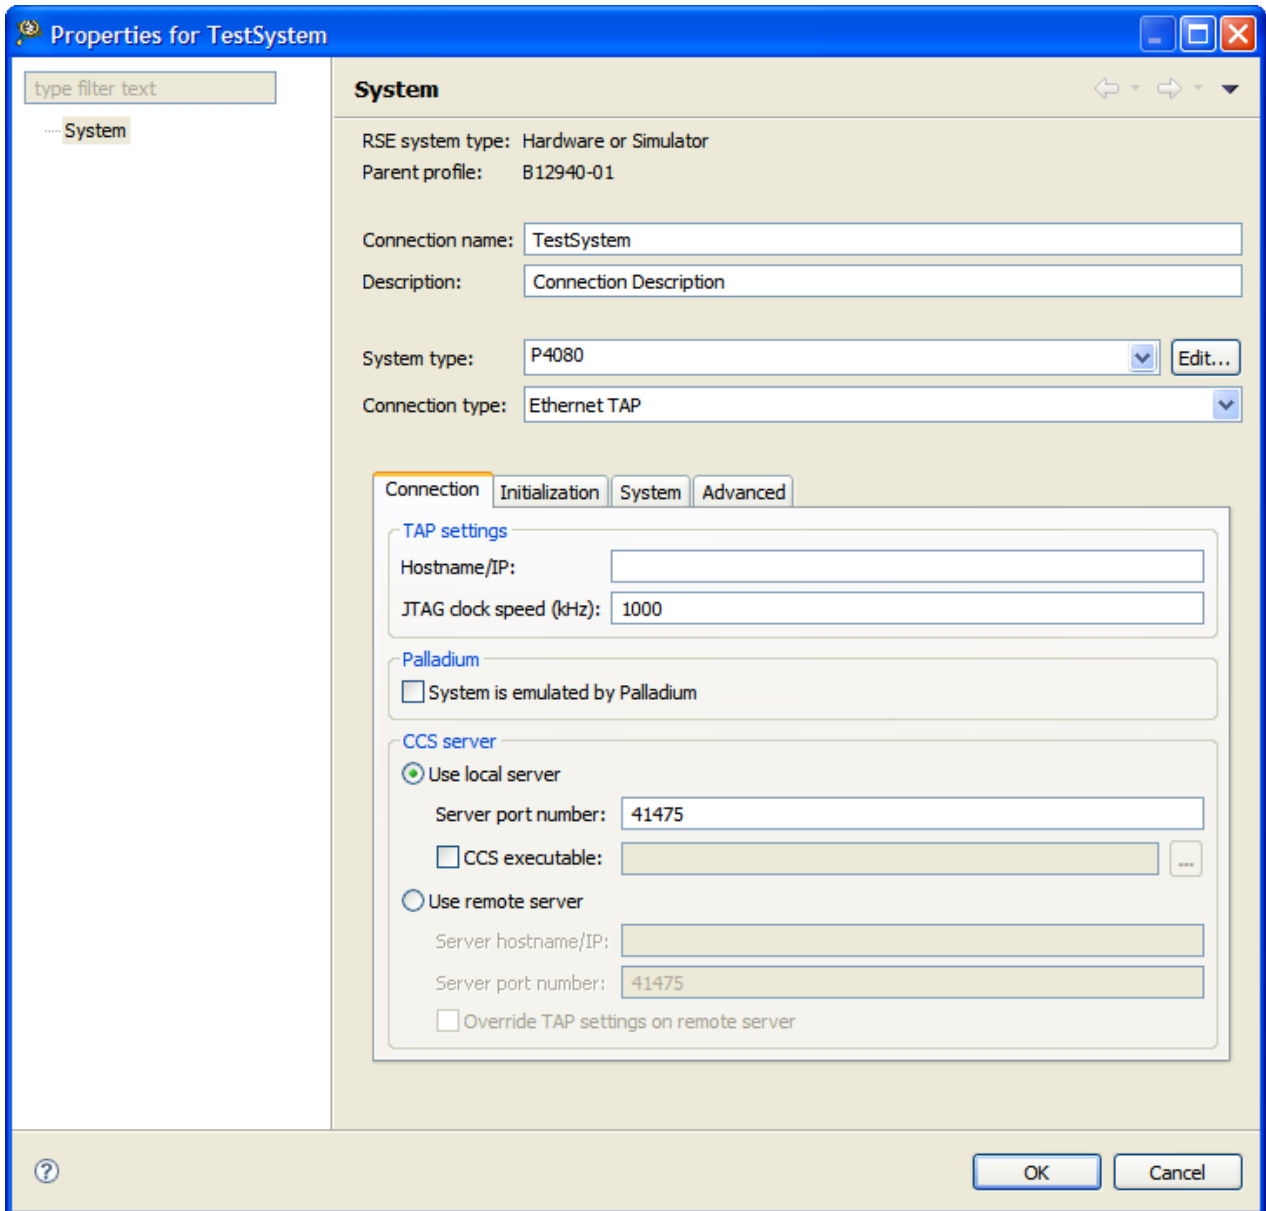 Properties for TestSystem
type filter text
System
System
RSE system type: Hardware or Simulator
Parent profile: B12940-01
Connection name: TestSystem
Description: Connection Description
System type: P4080 Edit...
Connection type: Ethernet TAP
Connection Initialization System Advanced
TAP settings
Hostname/IP:
JTAG clock speed (kHz): 1000
Palladium
System is emulated by Palladium
CCS server
Use local server
Server port number: 41475
CCS executable: ...
Use remote server
Server hostname/IP:
Server port number: 41475
Override TAP settings on remote server
? OK Cancel